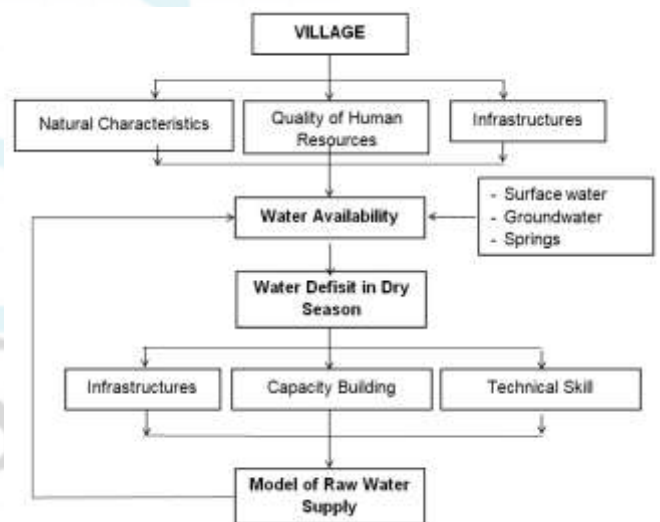 VILLAGE
Natural Characteristics
Quality of Human
Resources
Infrastructures
Water Availability
- Surface water
- Groundwater
- Springs
Water Defisit in Dry
Season
Infrastructures
Capacity Building
Technical Skill
Model of Raw Water
Supply